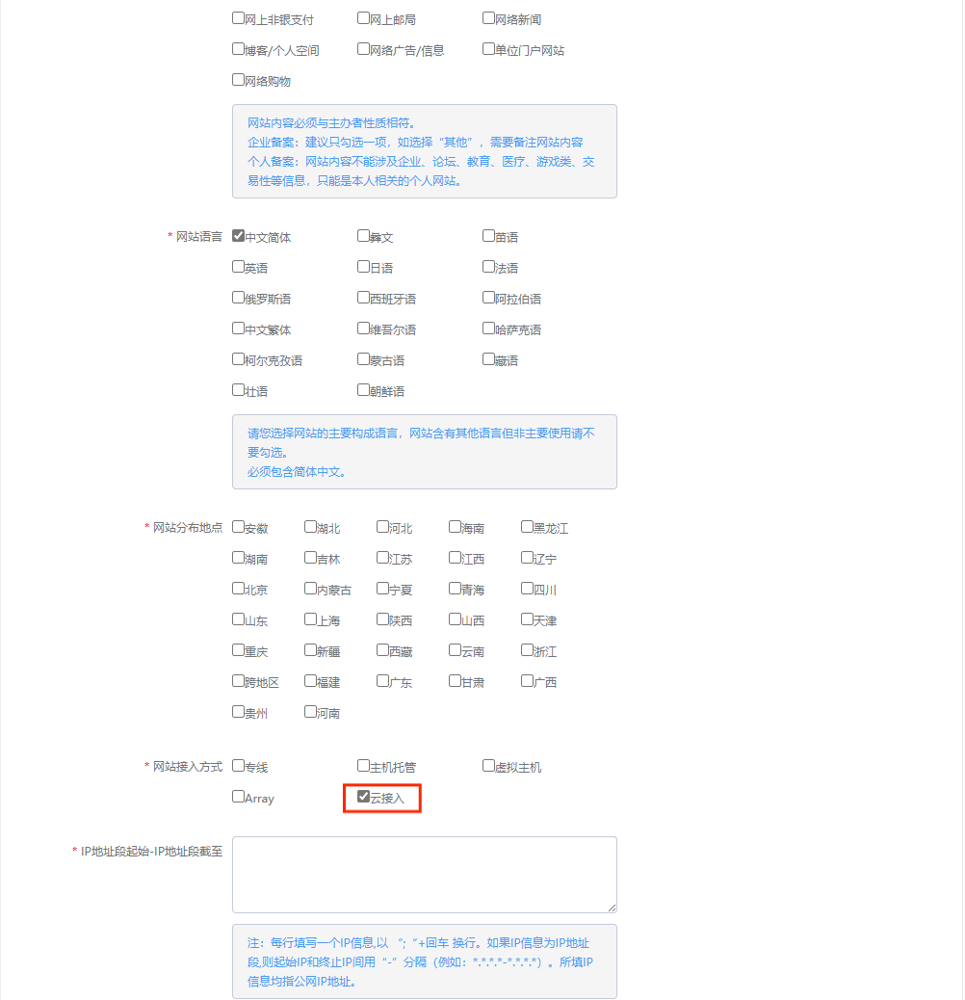 网上非银支付 网上邮局 网络新闻
博客/个人空间 网络广告/信息 单位门户网站
网络购物
网站内容必须与主办者性质相符。
企业备案：建议只勾选一项，如选择“其他”，需要备注网站内容
个人备案：网站内容不能涉及企业、论坛、教育、医疗、游戏类、交
易性等信息，只能是本人相关的个人网站。
* 网站语言 中文简体 彝文 苗语
英语 日语 法语
俄罗斯语 西班牙语 阿拉伯语
中文繁体 维吾尔语 哈萨克语
柯尔克孜语 蒙古语 藏语
壮语 朝鲜语
请您选择网站的主要构成语言，网站含有其他语言但非主要使用请不
要勾选。
必须包含简体中文。
* 网站分布地点 安徽 湖北 河北 海南 黑龙江
湖南 吉林 江苏 江西 辽宁
北京 内蒙古 宁夏 青海 四川
山东 上海 陕西 山西 天津
重庆 新疆 西藏 云南 浙江
跨地区 福建 广东 甘肃 广西
贵州 河南
* 网站接入方式 专线 主机托管 虚拟主机
Array 云接入
* IP地址段起始-IP地址段截至
注：每行填写一个IP信息,以 “; “+回车 换行。如果IP信息为IP地址
段,则起始IP和终止IP间用“-”分隔（例如：*.*.*.*-*.*.*.*）。所填IP
信息均指公网IP地址。